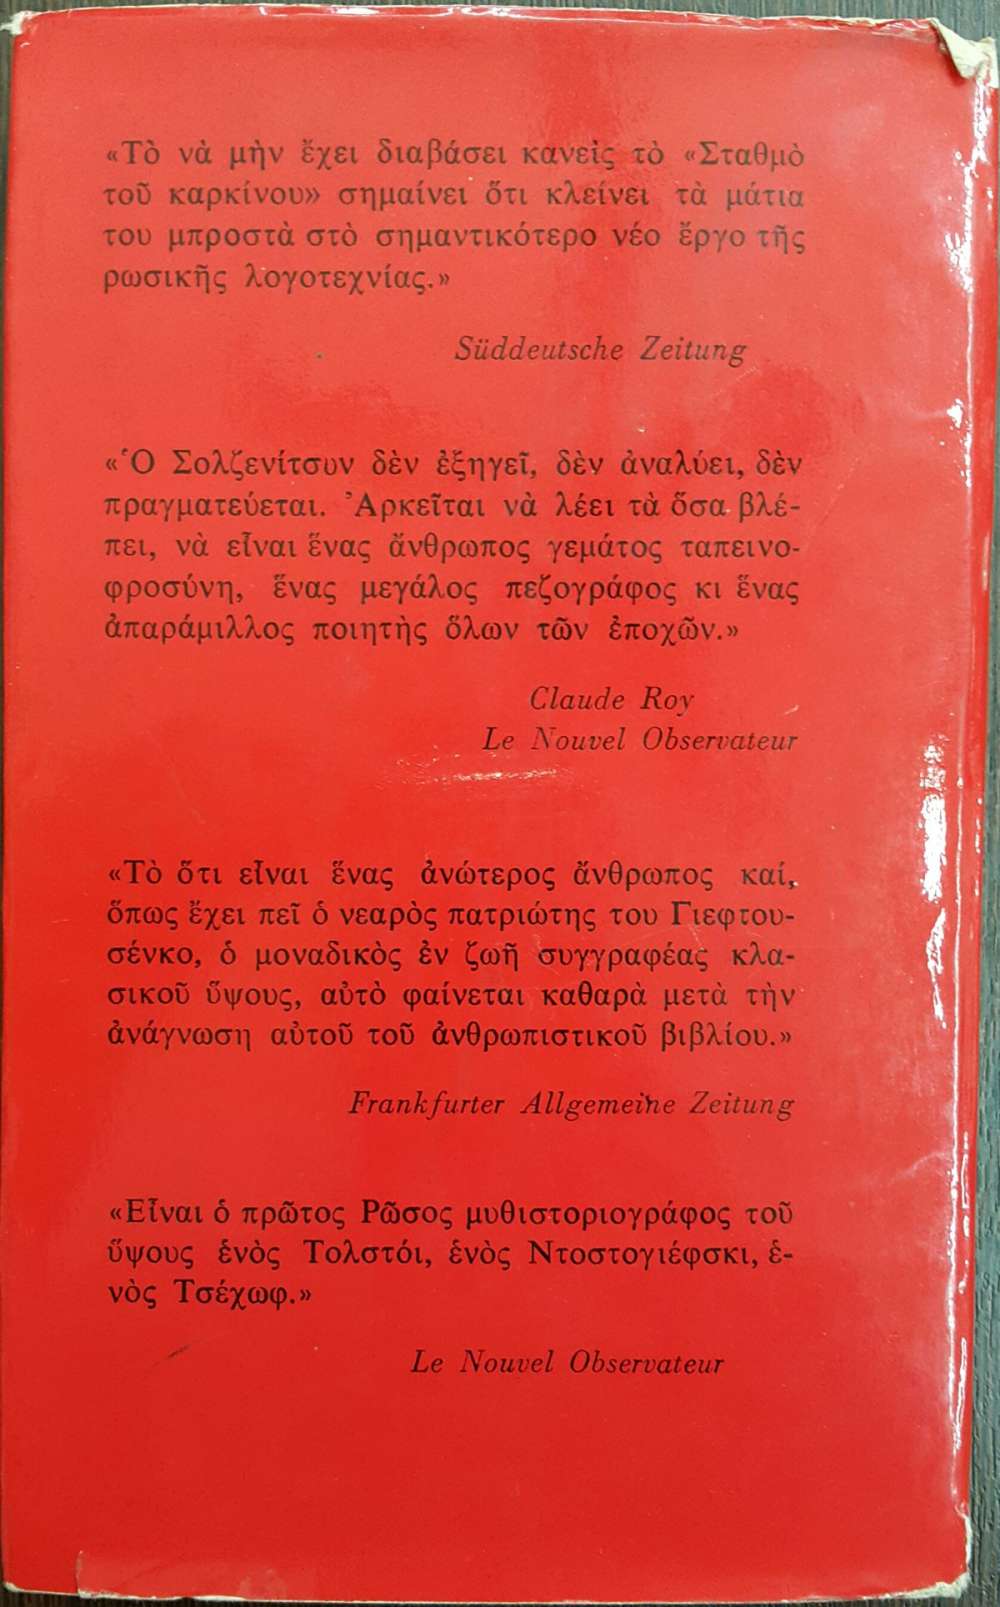 «Τὸ νὰ μὴν ἔχει διαβάσει κανεὶς τὸ «Σταθμὸ
τοῦ καρκίνου» σημαίνει ὅτι κλείνει τὰ μάτια
του μπροστὰ στὸ σημαντικότερο νέο ἔργο τῆς
ρωσικῆς λογοτεχνίας.»
Süddeutsche Zeitung
«Ὁ Σολζενίτσυν δὲν ἐξηγεῖ, δὲν ἀναλύει, δὲν
πραγματεύεται. Ἀρκεῖται νὰ λέει τὰ ὅσα βλέ-
πει, νὰ εἶναι ἕνας ἄνθρωπος γεμάτος ταπεινο-
φροσύνη, ἕνας μεγάλος πεζογράφος κι ἕνας
ἀπαράμιλλος ποιητὴς ὅλων τῶν ἐποχῶν.»
Claude Roy
Le Nouvel Observateur
«Τὸ ὅτι εἶναι ἕνας ἀνώτερος ἄνθρωπος καί,
ὅπως ἔχει πεῖ ὁ νεαρὸς πατριώτης του Γιεφτου-
σένκο, ὁ μοναδικὸς ἐν ζωῆ συγγραφέας κλα-
σικοῦ ὕψους, αὐτὸ φαίνεται καθαρὰ μετὰ τὴν
ἀνάγνωση αὐτοῦ τοῦ ἀνθρωπιστικοῦ βιβλίου.»
Frankfurter Allgemeine Zeitung
«Εἶναι ὁ πρῶτος Ρῶσος μυθιστοριογράφος τοῦ
ὕψους ἑνὸς Τολστόι, ἑνὸς Ντοστογιέφσκι, ἑ-
νὸς Τσέχωφ.»
Le Nouvel Observateur